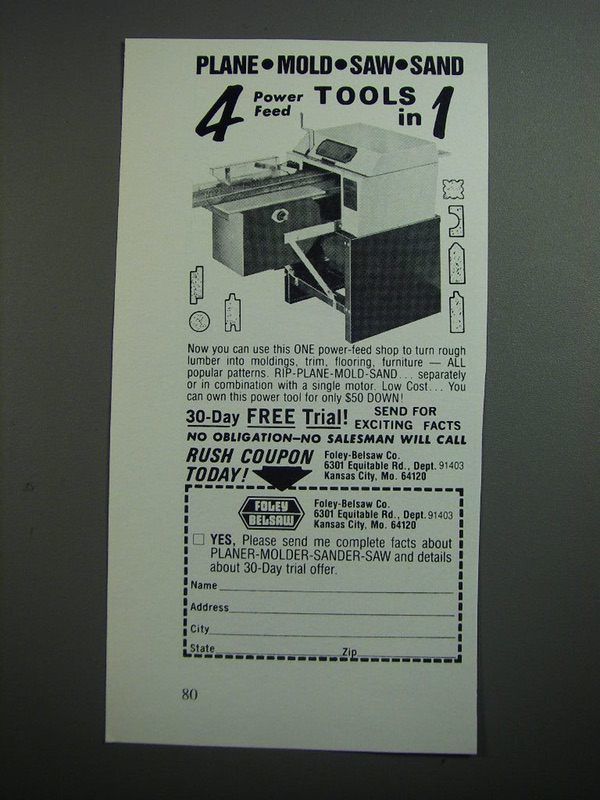 PLANE•MOLD•SAW•SAND
4 Power Feed TOOLS in 1
Now you can use this ONE power-feed shop to turn rough
lumber into moldings, trim, flooring, furniture — ALL
popular patterns. RIP-PLANE-MOLD-SAND... separately
or in combination with a single motor. Low Cost... You
can own this power tool for only $50 DOWN!
30-Day FREE Trial! SEND FOR EXCITING FACTS
NO OBLIGATION—NO SALESMAN WILL CALL
RUSH COUPON
TODAY!
Foley-Belsaw Co.
6301 Equitable Rd., Dept. 91403
Kansas City, Mo. 64120
FOLEY
BELSAW
Foley-Belsaw Co.
6301 Equitable Rd., Dept. 91403
Kansas City, Mo. 64120
YES, Please send me complete facts about
PLANER-MOLDER-SANDER-SAW and details
about 30-Day trial offer.
Name
Address
City
State Zip
80